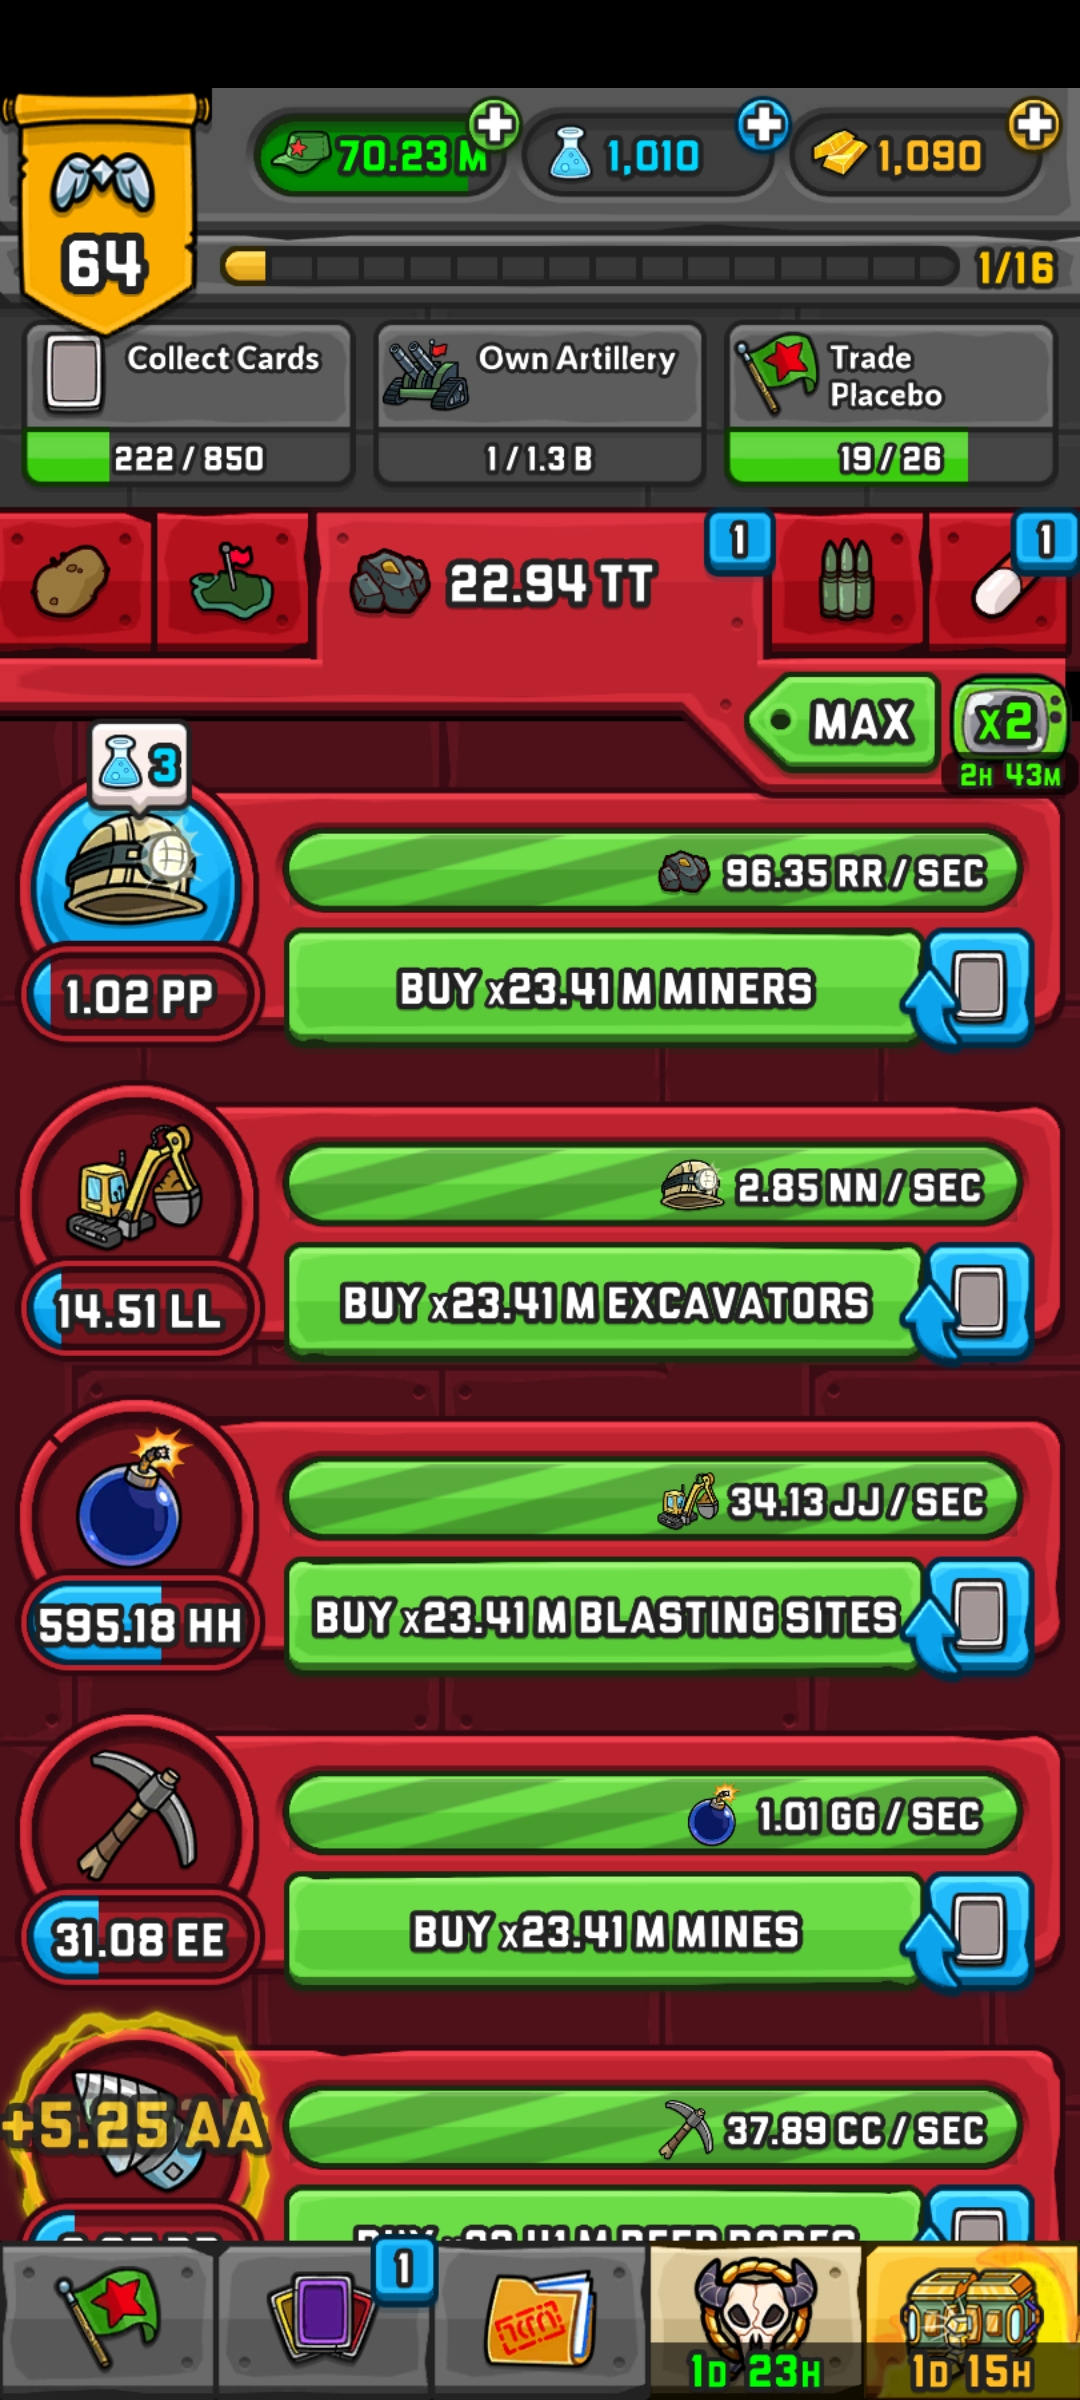 70.23 M
1,010
1,090
64
1/16
Collect Cards
222 / 850
Own Artillery
1 / 1.3 B
Trade
Placebo
19 / 26
22.94 TT
1
1
MAX
x2
2H 43M
3
96.35 RR / SEC
1.02 PP
BUY x23.41 M MINERS
2.85 NN / SEC
14.51 LL
BUY x23.41 M EXCAVATORS
34.13 JJ / SEC
595.18 HH
BUY x23.41 M BLASTING SITES
1.01 GG / SEC
31.08 EE
BUY x23.41 M MINES
+5.25 AA
37.89 CC / SEC
1
1D 23H
1D 15H